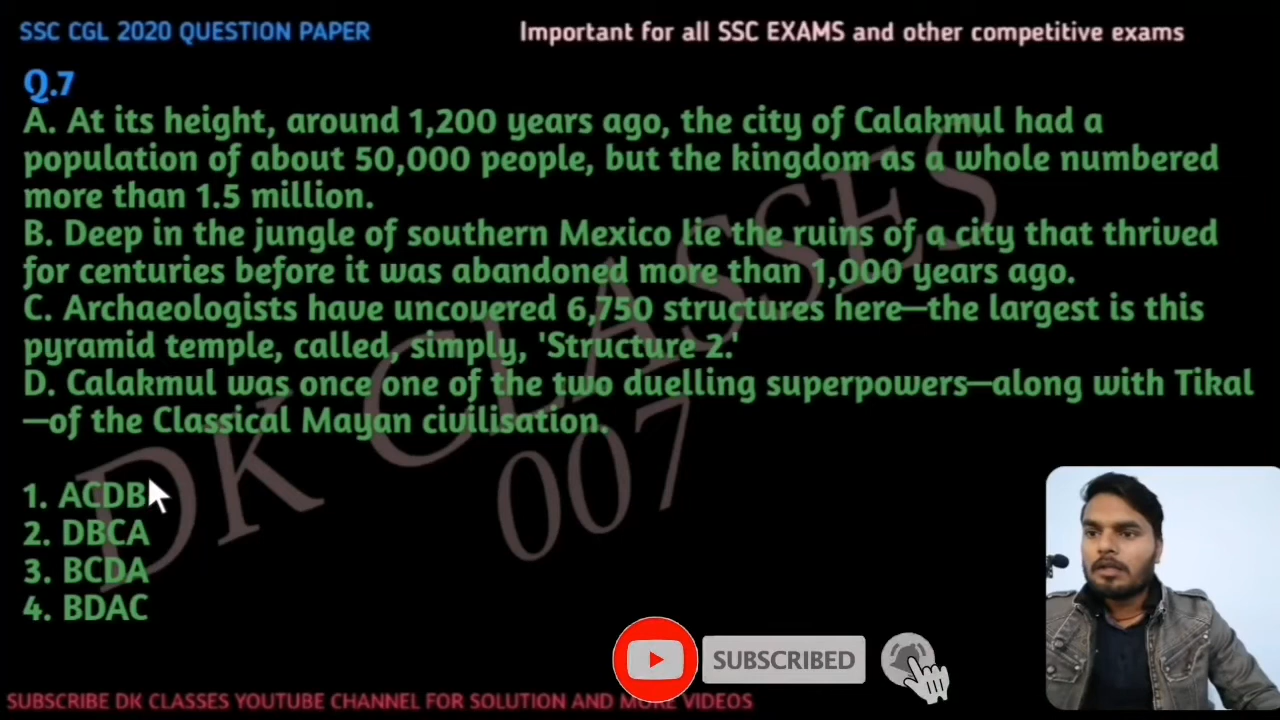 SSC CGL 2020 QUESTION PAPER Important for all SSC EXAMS and other competitive exams
Q.7
A. At its height, around 1,200 years ago, the city of Calakmul had a
population of about 50,000 people, but the kingdom as a whole numbered
more than 1.5 million.
B. Deep in the jungle of southern Mexico lie the ruins of a city that thrived
for centuries before it was abandoned more than 1,000 years ago.
C. Archaeologists have uncovered 6,750 structures here—the largest is this
pyramid temple, called, simply, 'Structure 2.'
D. Calakmul was once one of the two duelling superpowers—along with Tikal
—of the Classical Mayan civilisation.
DK CLASSES
007
1. ACDB
2. DBCA
3. BCDA
4. BDAC
SUBSCRIBED
SUBSCRIBE DK CLASSES YOUTUBE CHANNEL FOR SOLUTION AND MORE VIDEOS